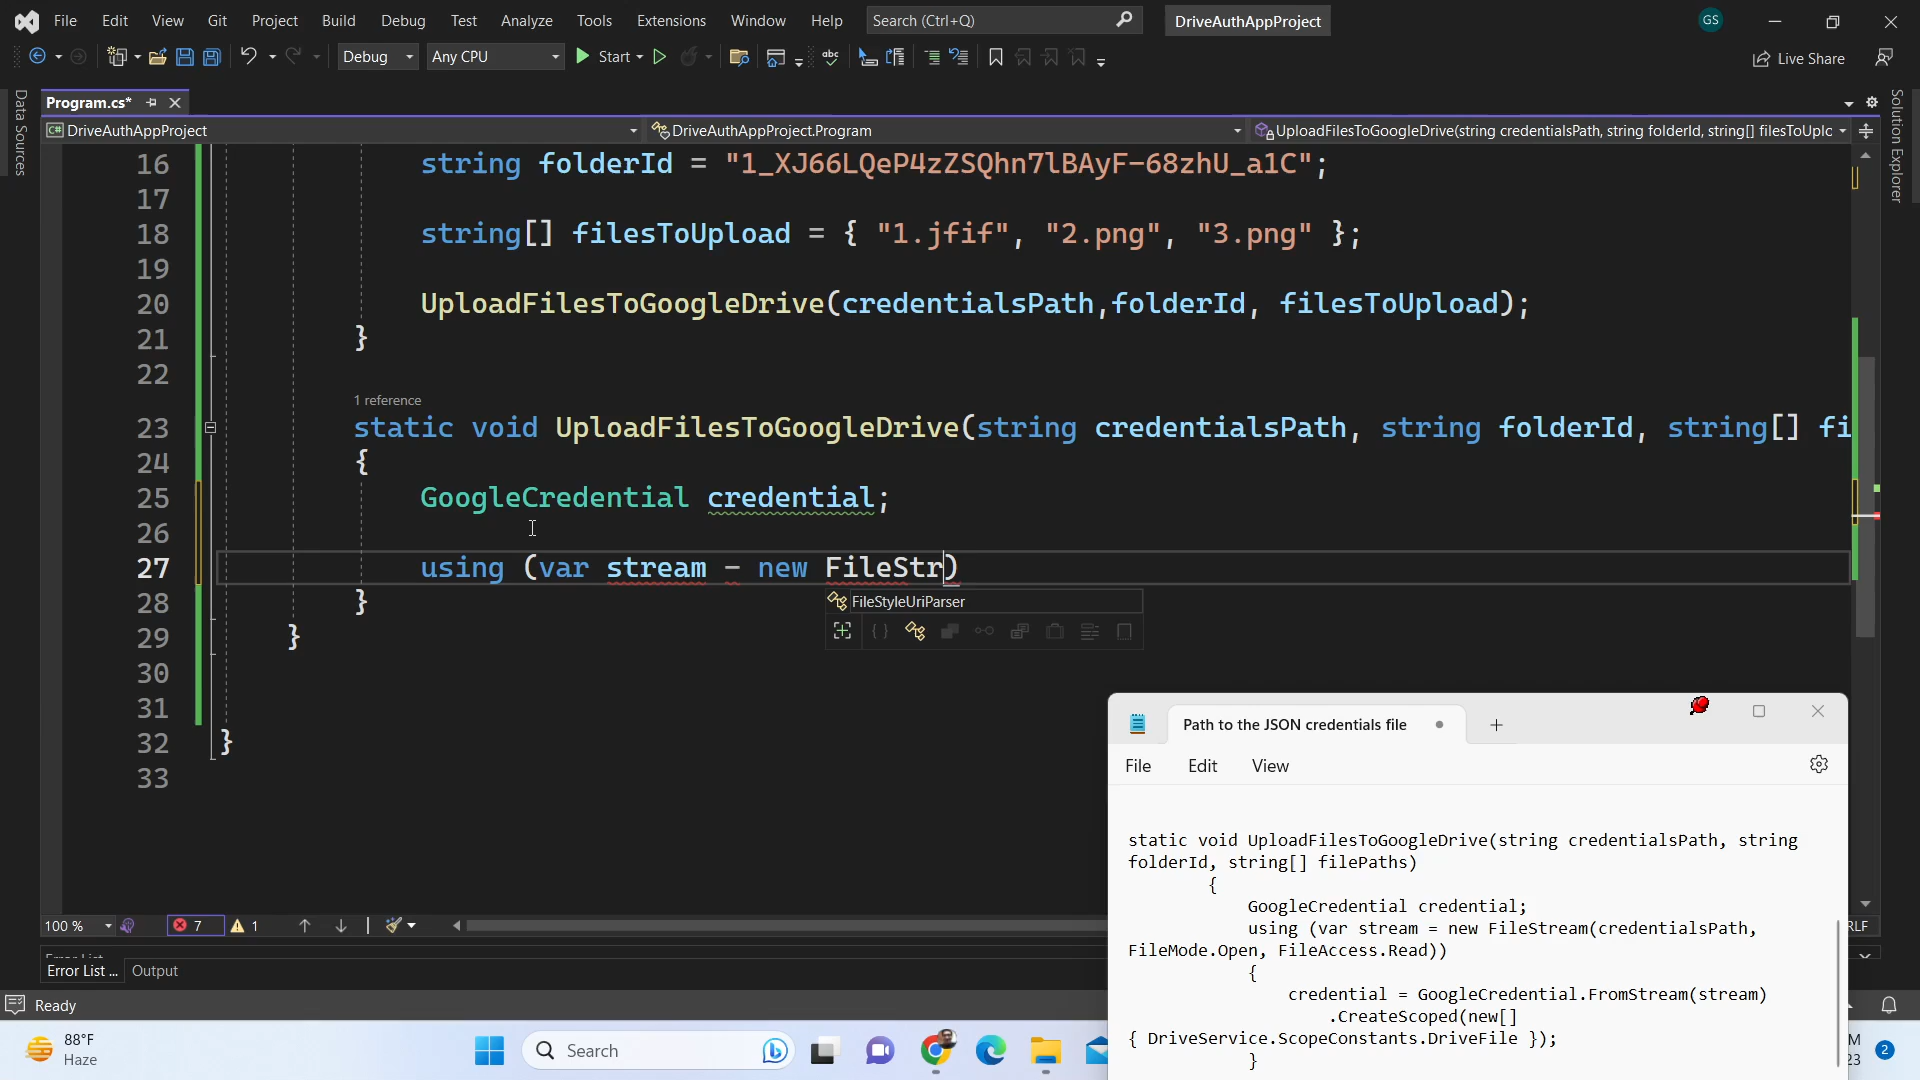 File Edit View Git Project Build Debug Test Analyze Tools Extensions Window Help Search (Ctrl+Q) DriveAuthAppProject GS
Debug Any CPU Start Live Share
Data Sources
Program.cs*
Solution Explorer
DriveAuthAppProject DriveAuthAppProject.Program UploadFilesToGoogleDrive(string credentialsPath, string folderId, string[] filesToUplc
16 string folderId = "1_XJ66LQeP4zZSQhn7lBAyF-68zhU_a1C";
17
18 string[] filesToUpload = { "1.jfif", "2.png", "3.png" };
19
20 UploadFilesToGoogleDrive(credentialsPath,folderId, filesToUpload);
21 }
22
1 reference
23 static void UploadFilesToGoogleDrive(string credentialsPath, string folderId, string[] fi
24 {
25 GoogleCredential credential;
26
27 using (var stream - new FileStr)
FileStyleUriParser
28 }
29 }
30
31
32 }
33
Path to the JSON credentials file
File Edit View
static void UploadFilesToGoogleDrive(string credentialsPath, string
folderId, string[] filePaths)
{
GoogleCredential credential;
using (var stream = new FileStream(credentialsPath,
FileMode.Open, FileAccess.Read))
{
credential = GoogleCredential.FromStream(stream)
.CreateScoped(new[]
{ DriveService.ScopeConstants.DriveFile });
}
100 % 7 1 RLF
Error List ... Output
Ready
88°F
Haze
Search
M
23
2